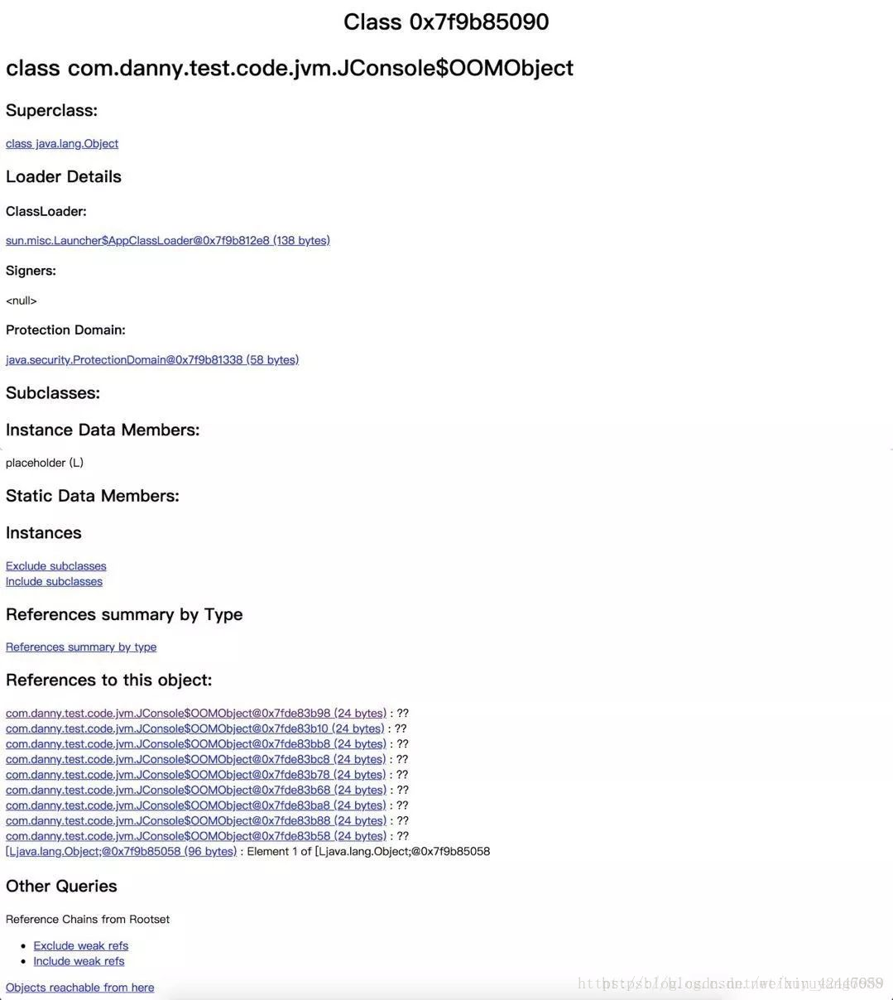 Class 0x7f9b85090
class com.danny.test.code.jvm.JConsole$OOMObject
Superclass:
class java.lang.Object
Loader Details
ClassLoader:
sun.misc.Launcher$AppClassLoader@0x7f9b812e8 (138 bytes)
Signers:
<null>
Protection Domain:
java.security.ProtectionDomain@0x7f9b81338 (58 bytes)
Subclasses:
Instance Data Members:
placeholder (L)
Static Data Members:
Instances
Exclude subclasses
Include subclasses
References summary by Type
References summary by type
References to this object:
com.danny.test.code.jvm.JConsole$OOMObject@0x7fde83b98 (24 bytes) : ??
com.danny.test.code.jvm.JConsole$OOMObject@0x7fde83b10 (24 bytes) : ??
com.danny.test.code.jvm.JConsole$OOMObject@0x7fde83bb8 (24 bytes) : ??
com.danny.test.code.jvm.JConsole$OOMObject@0x7fde83bc8 (24 bytes) : ??
com.danny.test.code.jvm.JConsole$OOMObject@0x7fde83b78 (24 bytes) : ??
com.danny.test.code.jvm.JConsole$OOMObject@0x7fde83b68 (24 bytes) : ??
com.danny.test.code.jvm.JConsole$OOMObject@0x7fde83ba8 (24 bytes) : ??
com.danny.test.code.jvm.JConsole$OOMObject@0x7fde83b88 (24 bytes) : ??
com.danny.test.code.jvm.JConsole$OOMObject@0x7fde83b58 (24 bytes) : ??
[Ljava.lang.Object;@0x7f9b85058 (96 bytes) : Element 1 of [Ljava.lang.Object;@0x7f9b85058
Other Queries
Reference Chains from Rootset
Exclude weak refs
Include weak refs
Objects reachable from here